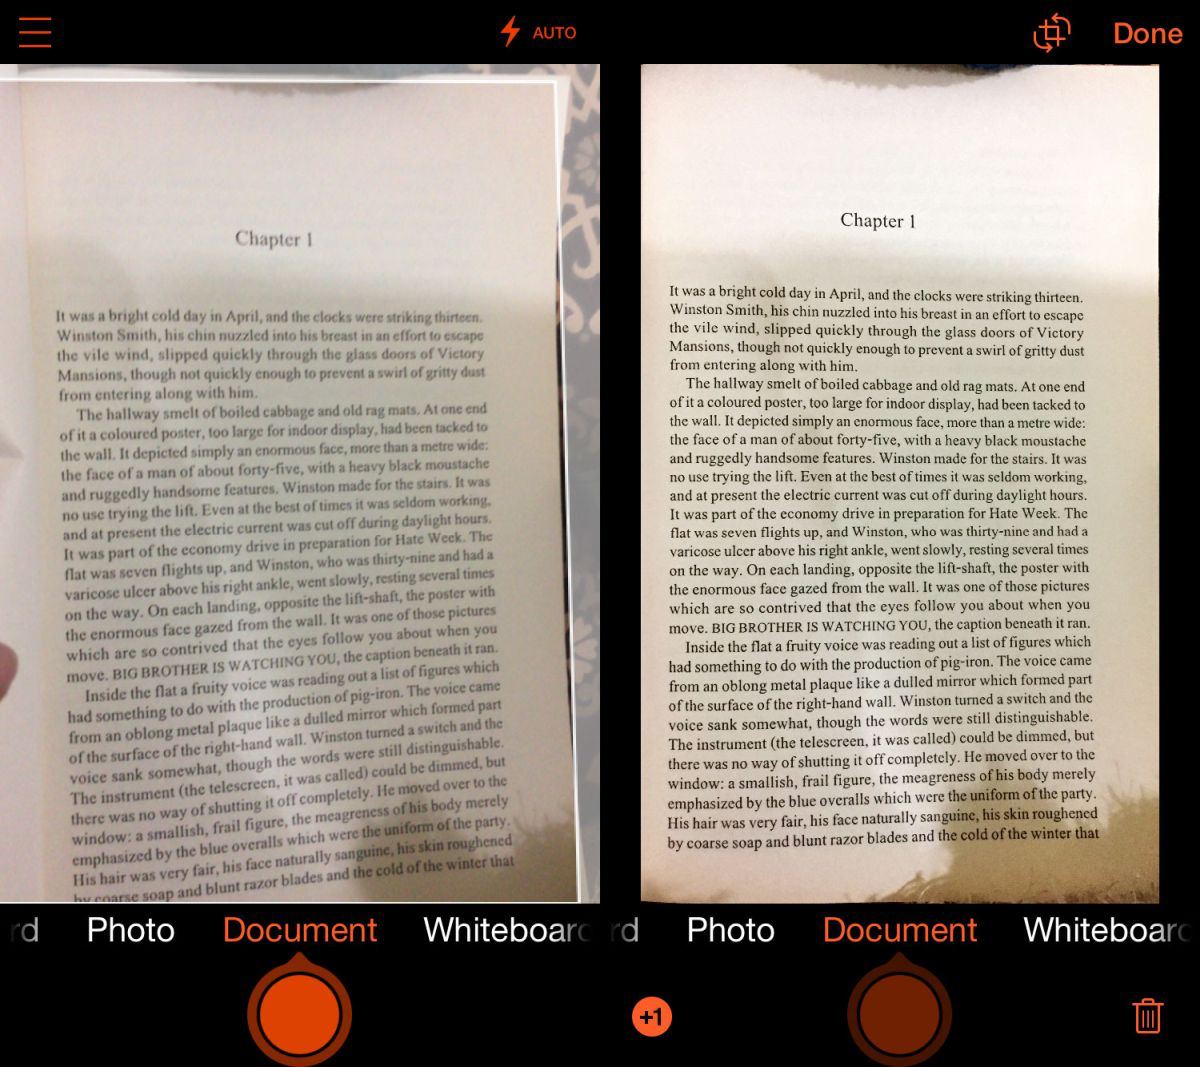 AUTO
Chapter 1
It was a bright cold day in April, and the clocks were striking thirteen.
Winston Smith, his chin nuzzled into his breast in an effort to escape
the vile wind, slipped quickly through the glass doors of Victory
Mansions, though not quickly enough to prevent a swirl of gritty dust
from entering along with him.
The hallway smelt of boiled cabbage and old rag mats. At one end
of it a coloured poster, too large for indoor display, had been tacked to
the wall. It depicted simply an enormous face, more than a metre wide:
the face of a man of about forty-five, with a heavy black moustache
and ruggedly handsome features. Winston made for the stairs. It was
no use trying the lift. Even at the best of times it was seldom working,
and at present the electric current was cut off during daylight hours.
It was part of the economy drive in preparation for Hate Week. The
flat was seven flights up, and Winston, who was thirty-nine and had a
varicose ulcer above his right ankle, went slowly, resting several times
on the way. On each landing, opposite the lift-shaft, the poster with
the enormous face gazed from the wall. It was one of those pictures
which are so contrived that the eyes follow you about when you
move. BIG BROTHER IS WATCHING YOU, the caption beneath it ran.
Inside the flat a fruity voice was reading out a list of figures which
had something to do with the production of pig-iron. The voice came
from an oblong metal plaque like a dulled mirror which formed part
of the surface of the right-hand wall. Winston turned a switch and the
voice sank somewhat, though the words were still distinguishable.
The instrument (the telescreen, it was called) could be dimmed, but
there was no way of shutting it off completely. He moved over to the
window: a smallish, frail figure, the meagreness of his body merely
emphasized by the blue overalls which were the uniform of the party.
His hair was very fair, his face naturally sanguine, his skin roughened
by coarse soap and blunt razor blades and the cold of the winter that
rd Photo Document Whiteboard
Done
Chapter 1
It was a bright cold day in April, and the clocks were striking thirteen.
Winston Smith, his chin nuzzled into his breast in an effort to escape
the vile wind, slipped quickly through the glass doors of Victory
Mansions, though not quickly enough to prevent a swirl of gritty dust
from entering along with him.
The hallway smelt of boiled cabbage and old rag mats. At one end
of it a coloured poster, too large for indoor display, had been tacked to
the wall. It depicted simply an enormous face, more than a metre wide:
the face of a man of about forty-five, with a heavy black moustache
and ruggedly handsome features. Winston made for the stairs. It was
no use trying the lift. Even at the best of times it was seldom working,
and at present the electric current was cut off during daylight hours.
It was part of the economy drive in preparation for Hate Week. The
flat was seven flights up, and Winston, who was thirty-nine and had a
varicose ulcer above his right ankle, went slowly, resting several times
on the way. On each landing, opposite the lift-shaft, the poster with
the enormous face gazed from the wall. It was one of those pictures
which are so contrived that the eyes follow you about when you
move. BIG BROTHER IS WATCHING YOU, the caption beneath it ran.
Inside the flat a fruity voice was reading out a list of figures which
had something to do with the production of pig-iron. The voice came
from an oblong metal plaque like a dulled mirror which formed part
of the surface of the right-hand wall. Winston turned a switch and the
voice sank somewhat, though the words were still distinguishable.
The instrument (the telescreen, it was called) could be dimmed, but
there was no way of shutting it off completely. He moved over to the
window: a smallish, frail figure, the meagreness of his body merely
emphasized by the blue overalls which were the uniform of the party.
His hair was very fair, his face naturally sanguine, his skin roughened
by coarse soap and blunt razor blades and the cold of the winter that
rd Photo Document Whiteboard
+1